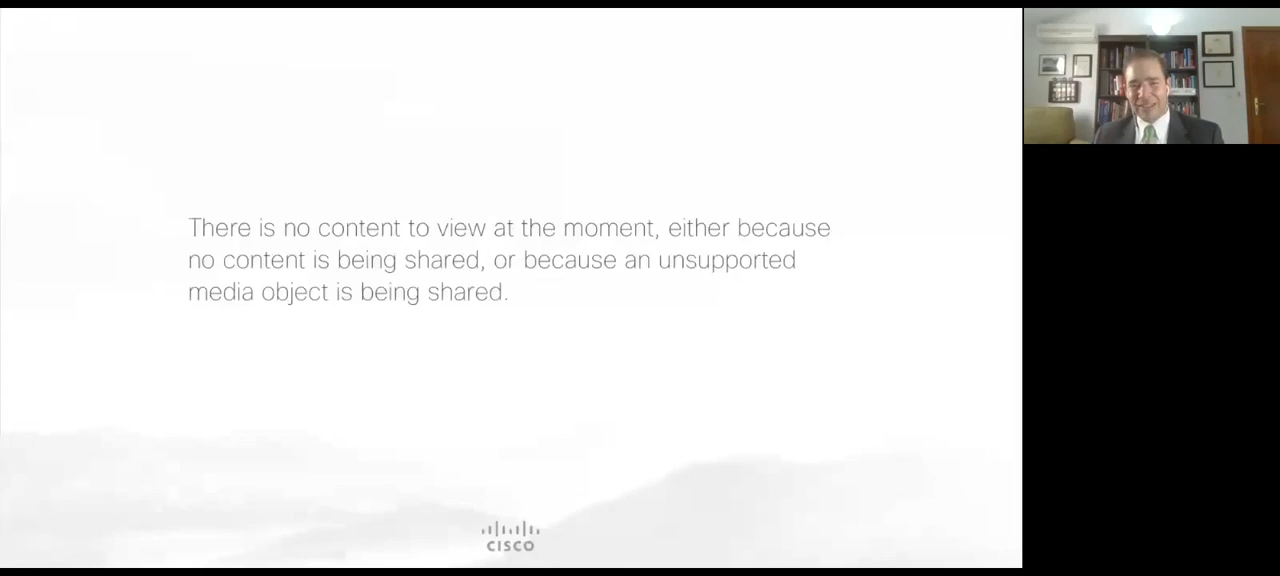 There is no content to view at the moment, either because
no content is being shared, or because an unsupported
media object is being shared.
CISCO